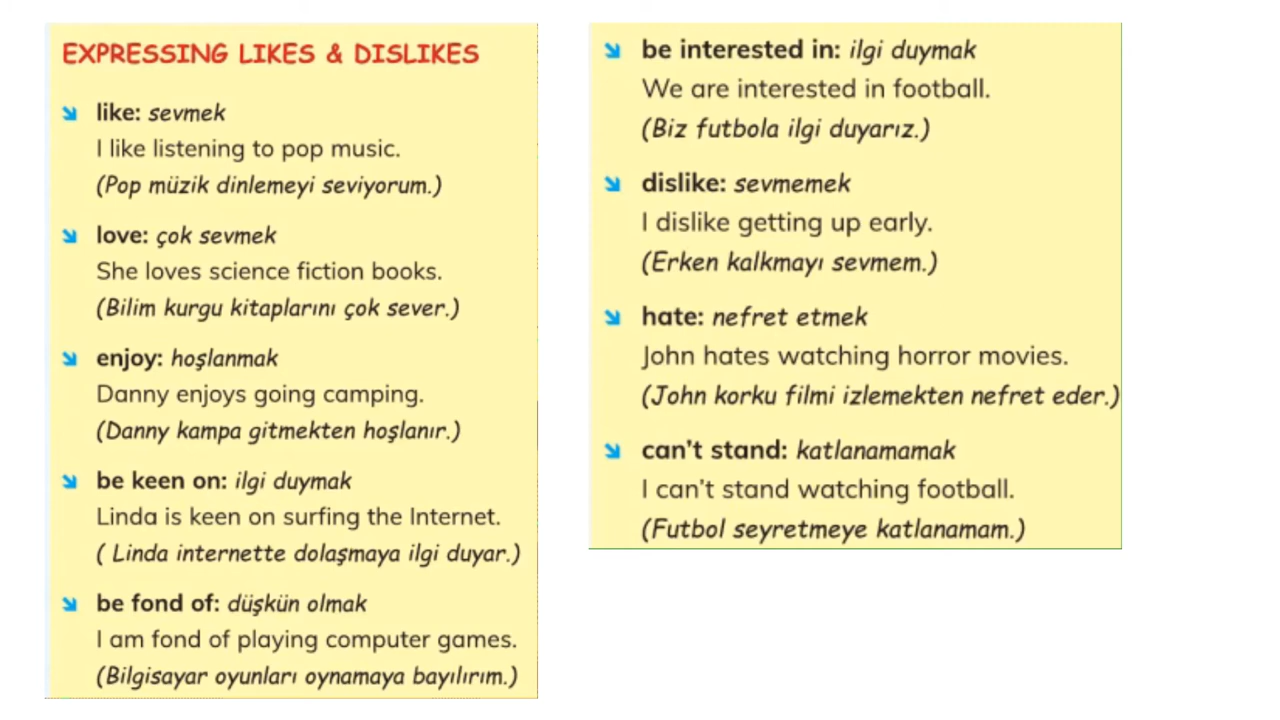 EXPRESSING LIKES & DISLIKES
like: sevmek
I like listening to pop music.
(Pop müzik dinlemeyi seviyorum.)
love: çok sevmek
She loves science fiction books.
(Bilim kurgu kitaplarını çok sever.)
enjoy: hoşlanmak
Danny enjoys going camping.
(Danny kampa gitmekten hoşlanır.)
be keen on: ilgi duymak
Linda is keen on surfing the Internet.
( Linda internette dolaşmaya ilgi duyar.)
be fond of: düşkün olmak
I am fond of playing computer games.
(Bilgisayar oyunları oynamaya bayılırım.)
be interested in: ilgi duymak
We are interested in football.
(Biz futbola ilgi duyarız.)
dislike: sevmemek
I dislike getting up early.
(Erken kalkmayı sevmem.)
hate: nefret etmek
John hates watching horror movies.
(John korku filmi izlemekten nefret eder.)
can't stand: katlanamamak
I can't stand watching football.
(Futbol seyretmeye katlanamam.)